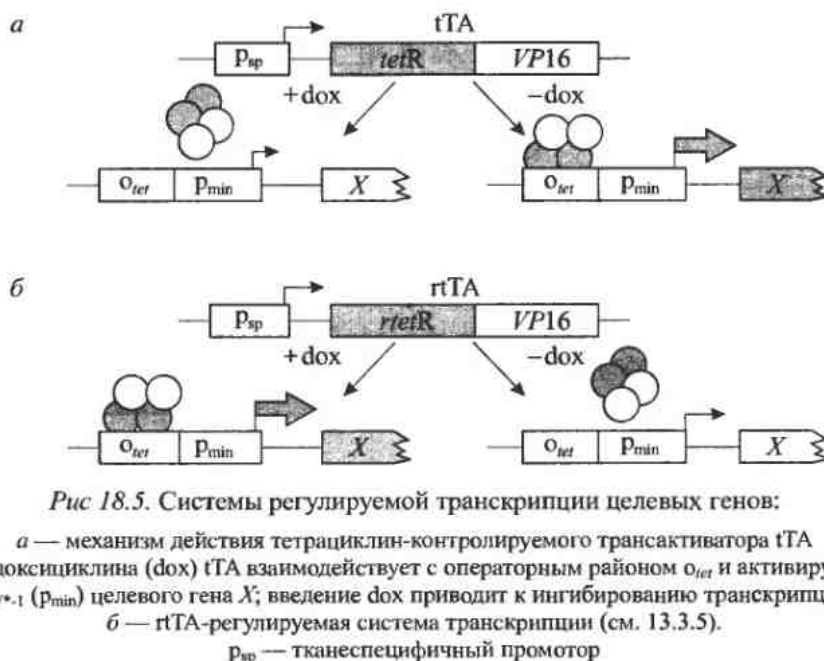 а
tTA
p_sp
tetR
VP16
+dox
−dox
o_tet
p_min
X
o_tet
p_min
X
б
rtTA
p_sp
rtetR
VP16
+dox
−dox
o_tet
p_min
X
o_tet
p_min
X
Рис 18.5. Системы регулируемой транскрипции целевых генов:
а — механизм действия тетрациклин-контролируемого трансактиватора tTA
доксициклина (dox) tTA взаимодействует с операторным районом o_tet и активиру
(p_min) целевого гена X; введение dox приводит к ингибированию транскрипц
б — rtTA-регулируемая система транскрипции (см. 13.3.5).
p_sp — тканеспецифичный промотор